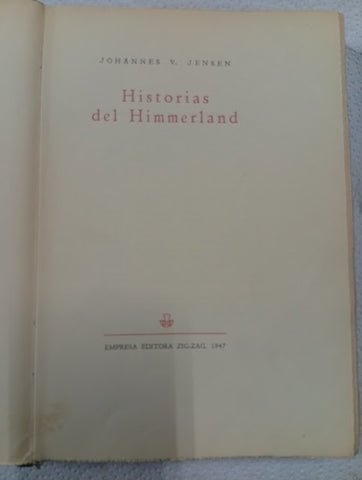 JOHANNES V. JENSEN
Historias
del Himmerland
EMPRESA EDITORA ZIG-ZAG, 1947